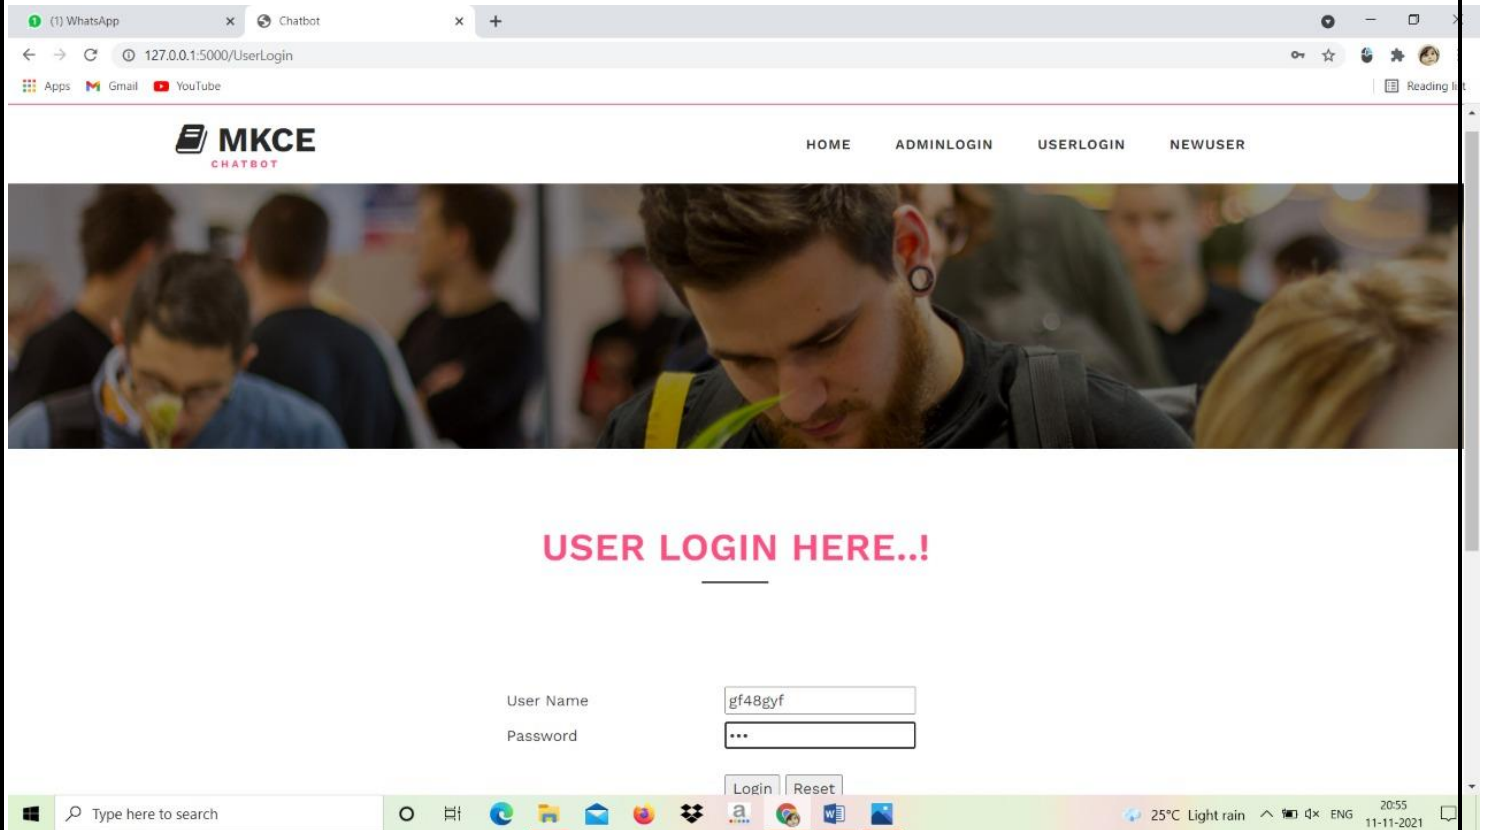 (1) WhatsApp
Chatbot
127.0.0.1:5000/UserLogin
Apps Gmail YouTube
Reading list
MKCE
CHATBOT
HOME ADMINLOGIN USERLOGIN NEWUSER
USER LOGIN HERE..!
User Name gf48gyf
Password •••
Login Reset
Type here to search
25°C Light rain ENG 20:55
11-11-2021